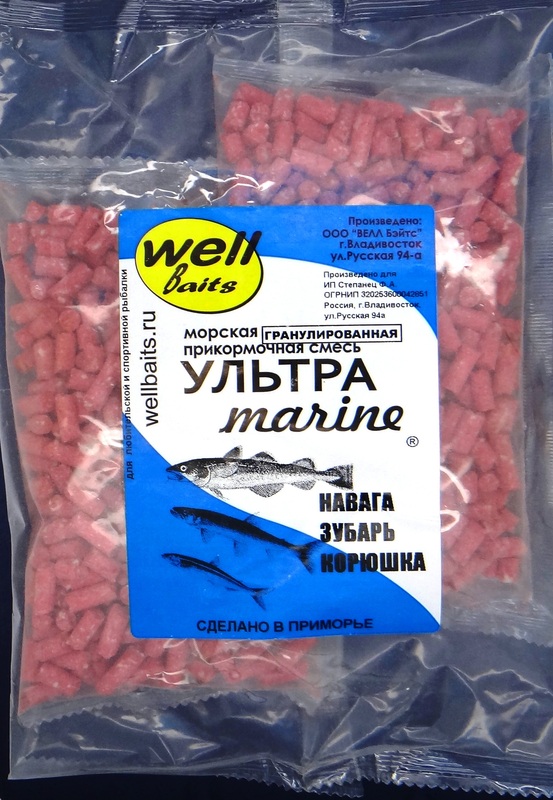 well
baits
Произведено:
ООО "ВЕЛЛ Бэйтс"
г.Владивосток
ул.Русская 94-а
Произведено для
ИП Степанец Ф.А.
ОГРНИП
Россия, г.Владивосток
ул.Русская 94а
морская ГРАНУЛИРОВАННАЯ
прикормочная смесь
УЛЬТРА
marine
®
НАВАГА
ЗУБАРЬ
КОРЮШКА
СДЕЛАНО В ПРИМОРЬЕ
wellbaits.ru
для любительской и спортивной рыбалки